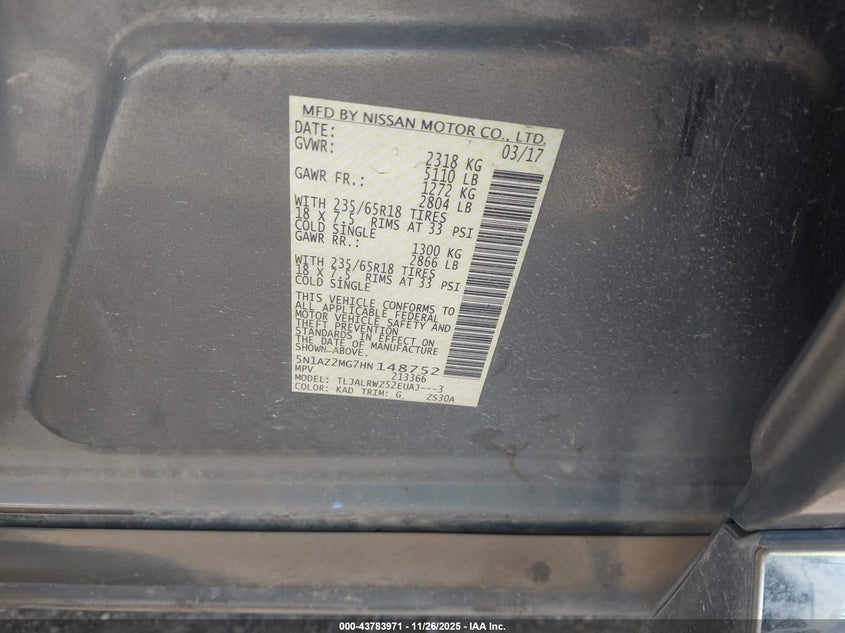 MFD BY NISSAN MOTOR CO., LTD.
DATE: 03/17
GVWR: 2318 KG
5110 LB
GAWR FR.: 1272 KG
2804 LB
WITH 235/65R18 TIRES
18 X 7.5 RIMS AT 33 PSI
COLD SINGLE
GAWR RR.: 1300 KG
2866 LB
WITH 235/65R18 TIRES
18 X 7.5 RIMS AT 33 PSI
COLD SINGLE
THIS VEHICLE CONFORMS TO
ALL APPLICABLE FEDERAL
MOTOR VEHICLE SAFETY AND
THEFT PREVENTION
STANDARDS IN EFFECT ON
THE DATE OF MANUFACTURE
SHOWN ABOVE.
5N1AZ2MG7HN148752
MPV 213366
MODEL: TLJALRWZ52EUAJ---3
COLOR: KAD TRIM: G ZS30A
000-43783971 - 11/26/2025 - IAA Inc.